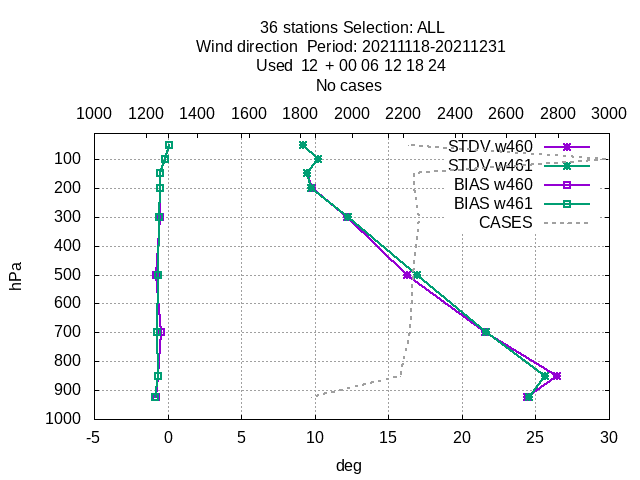 36 stations Selection: ALL
Wind direction  Period: 20211118-20211231
Used  12  + 00 06 12 18 24
No cases
1000 1200 1400 1600 1800 2000 2200 2400 2600 2800 3000
STDV w460
100
STDV w461
BIAS w460
200
BIAS w461
300
CASES
400
hPa
500
600
700
800
900
1000
-5 0 5 10 15 20 25 30
deg